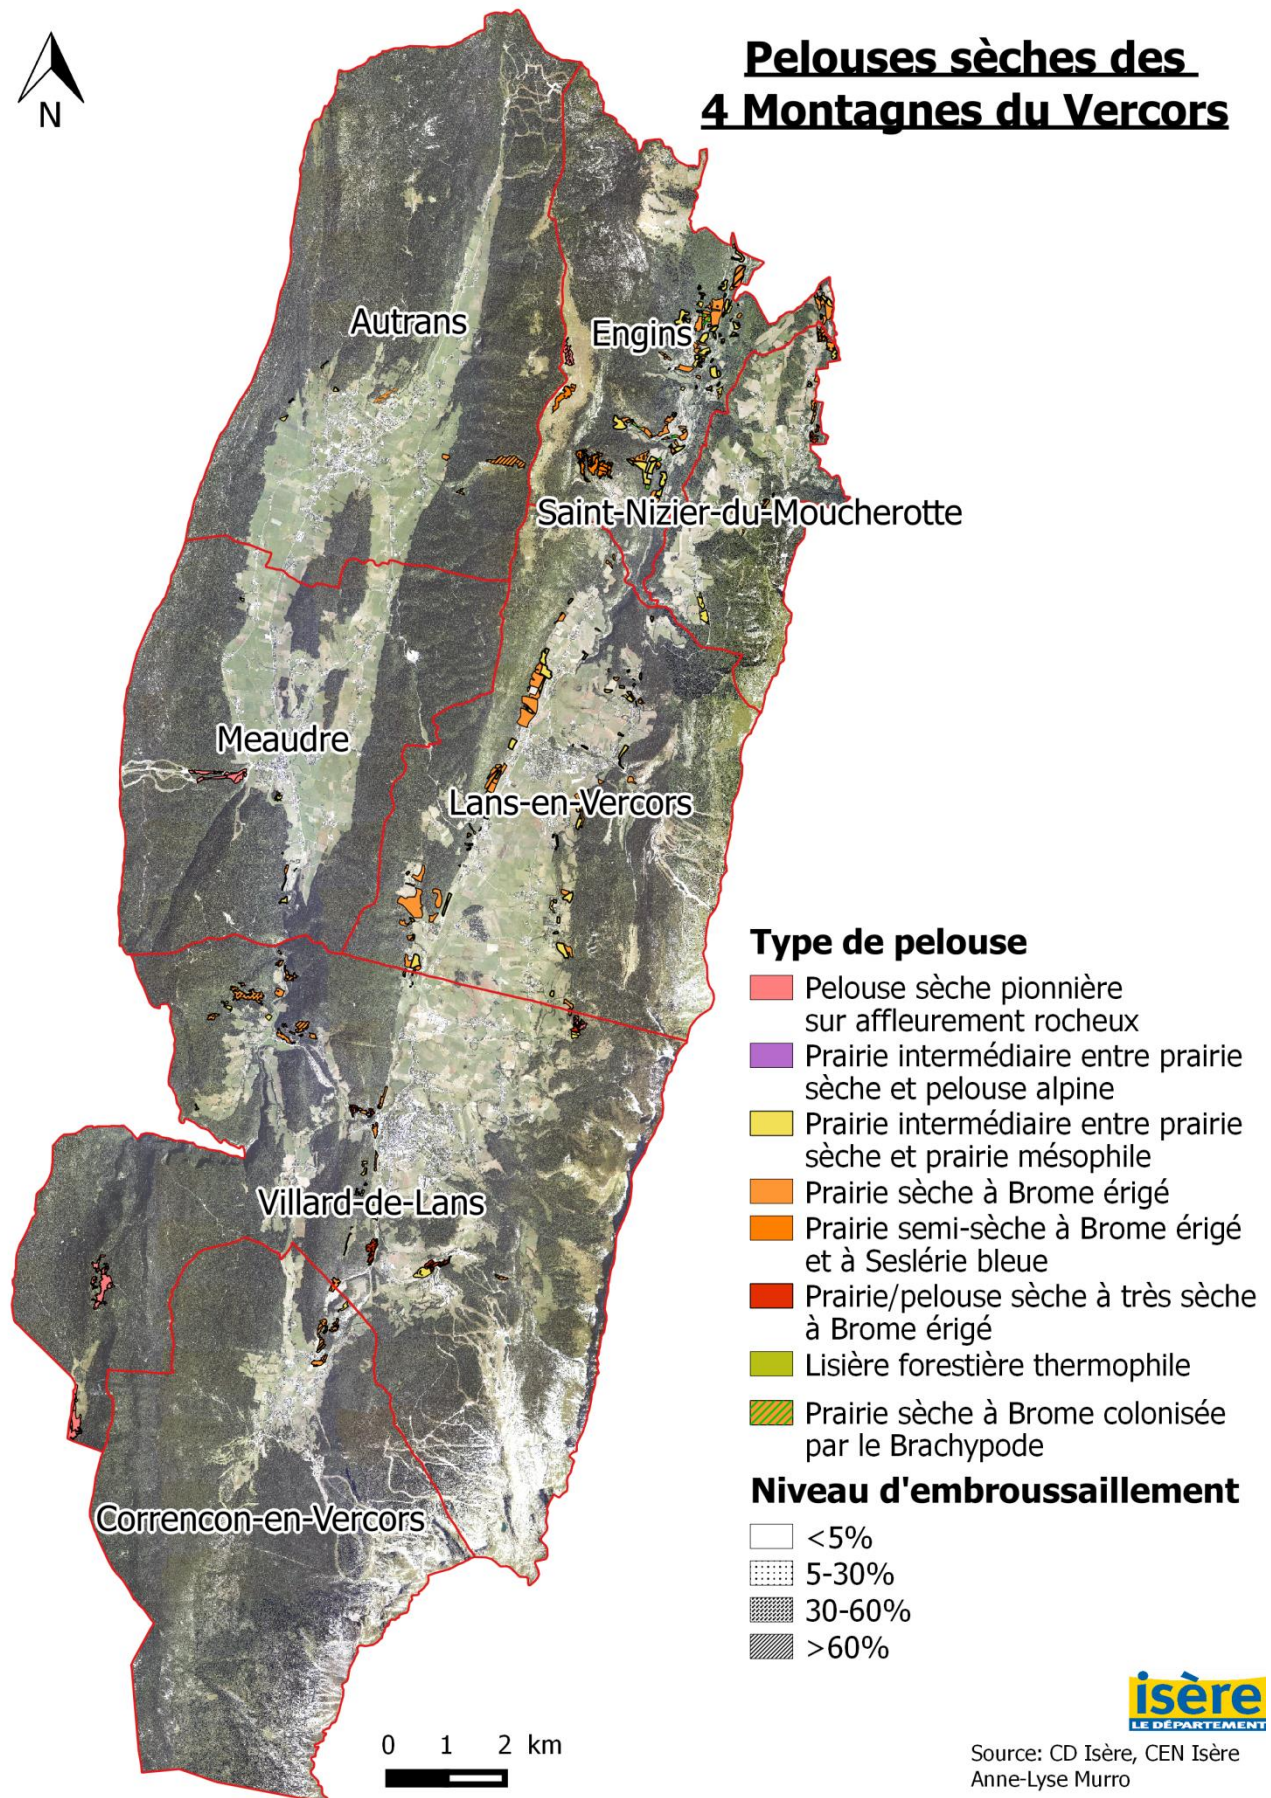 Pelouses sèches des
4 Montagnes du Vercors
N
Autrans
Engins
Saint-Nizier-du-Moucherotte
Meaudre
Lans-en-Vercors
Villard-de-Lans
Correncon-en-Vercors
Type de pelouse
Pelouse sèche pionnière
sur affleurement rocheux
Prairie intermédiaire entre prairie
sèche et pelouse alpine
Prairie intermédiaire entre prairie
sèche et prairie mésophile
Prairie sèche à Brome érigé
Prairie semi-sèche à Brome érigé
et à Seslérie bleue
Prairie/pelouse sèche à très sèche
à Brome érigé
Lisière forestière thermophile
Prairie sèche à Brome colonisée
par le Brachypode
Niveau d'embroussaillement
<5%
5-30%
30-60%
>60%
0 1 2 km
isère
LE DÉPARTEMENT
Source: CD Isère, CEN Isère
Anne-Lyse Murro